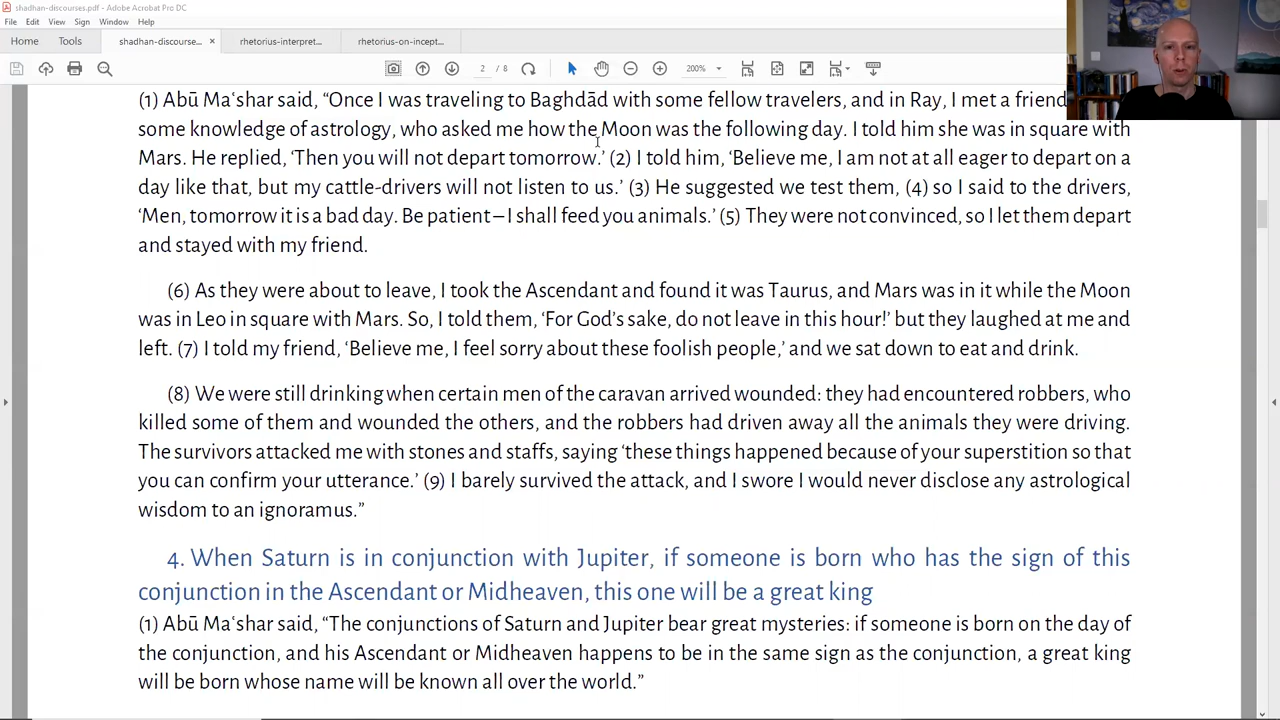 shadhan-discourses.pdf - Adobe Acrobat Pro DC
File Edit View Sign Window Help
Home Tools shadhan-discourse... × rhetorius-interpret... rhetorius-on-incept...
2 / 8 200%
(1) Abū Maʿshar said, “Once I was traveling to Baghdād with some fellow travelers, and in Ray, I met a friend
some knowledge of astrology, who asked me how the Moon was the following day. I told him she was in square with
Mars. He replied, ‘Then you will not depart tomorrow.’ (2) I told him, ‘Believe me, I am not at all eager to depart on a
day like that, but my cattle-drivers will not listen to us.’ (3) He suggested we test them, (4) so I said to the drivers,
‘Men, tomorrow it is a bad day. Be patient – I shall feed you animals.’ (5) They were not convinced, so I let them depart
and stayed with my friend.
(6) As they were about to leave, I took the Ascendant and found it was Taurus, and Mars was in it while the Moon
was in Leo in square with Mars. So, I told them, ‘For God’s sake, do not leave in this hour!’ but they laughed at me and
left. (7) I told my friend, ‘Believe me, I feel sorry about these foolish people,’ and we sat down to eat and drink.
(8) We were still drinking when certain men of the caravan arrived wounded: they had encountered robbers, who
killed some of them and wounded the others, and the robbers had driven away all the animals they were driving.
The survivors attacked me with stones and staffs, saying ‘these things happened because of your superstition so that
you can confirm your utterance.’ (9) I barely survived the attack, and I swore I would never disclose any astrological
wisdom to an ignoramus.”
4. When Saturn is in conjunction with Jupiter, if someone is born who has the sign of this
conjunction in the Ascendant or Midheaven, this one will be a great king
(1) Abū Maʿshar said, “The conjunctions of Saturn and Jupiter bear great mysteries: if someone is born on the day of
the conjunction, and his Ascendant or Midheaven happens to be in the same sign as the conjunction, a great king
will be born whose name will be known all over the world.”